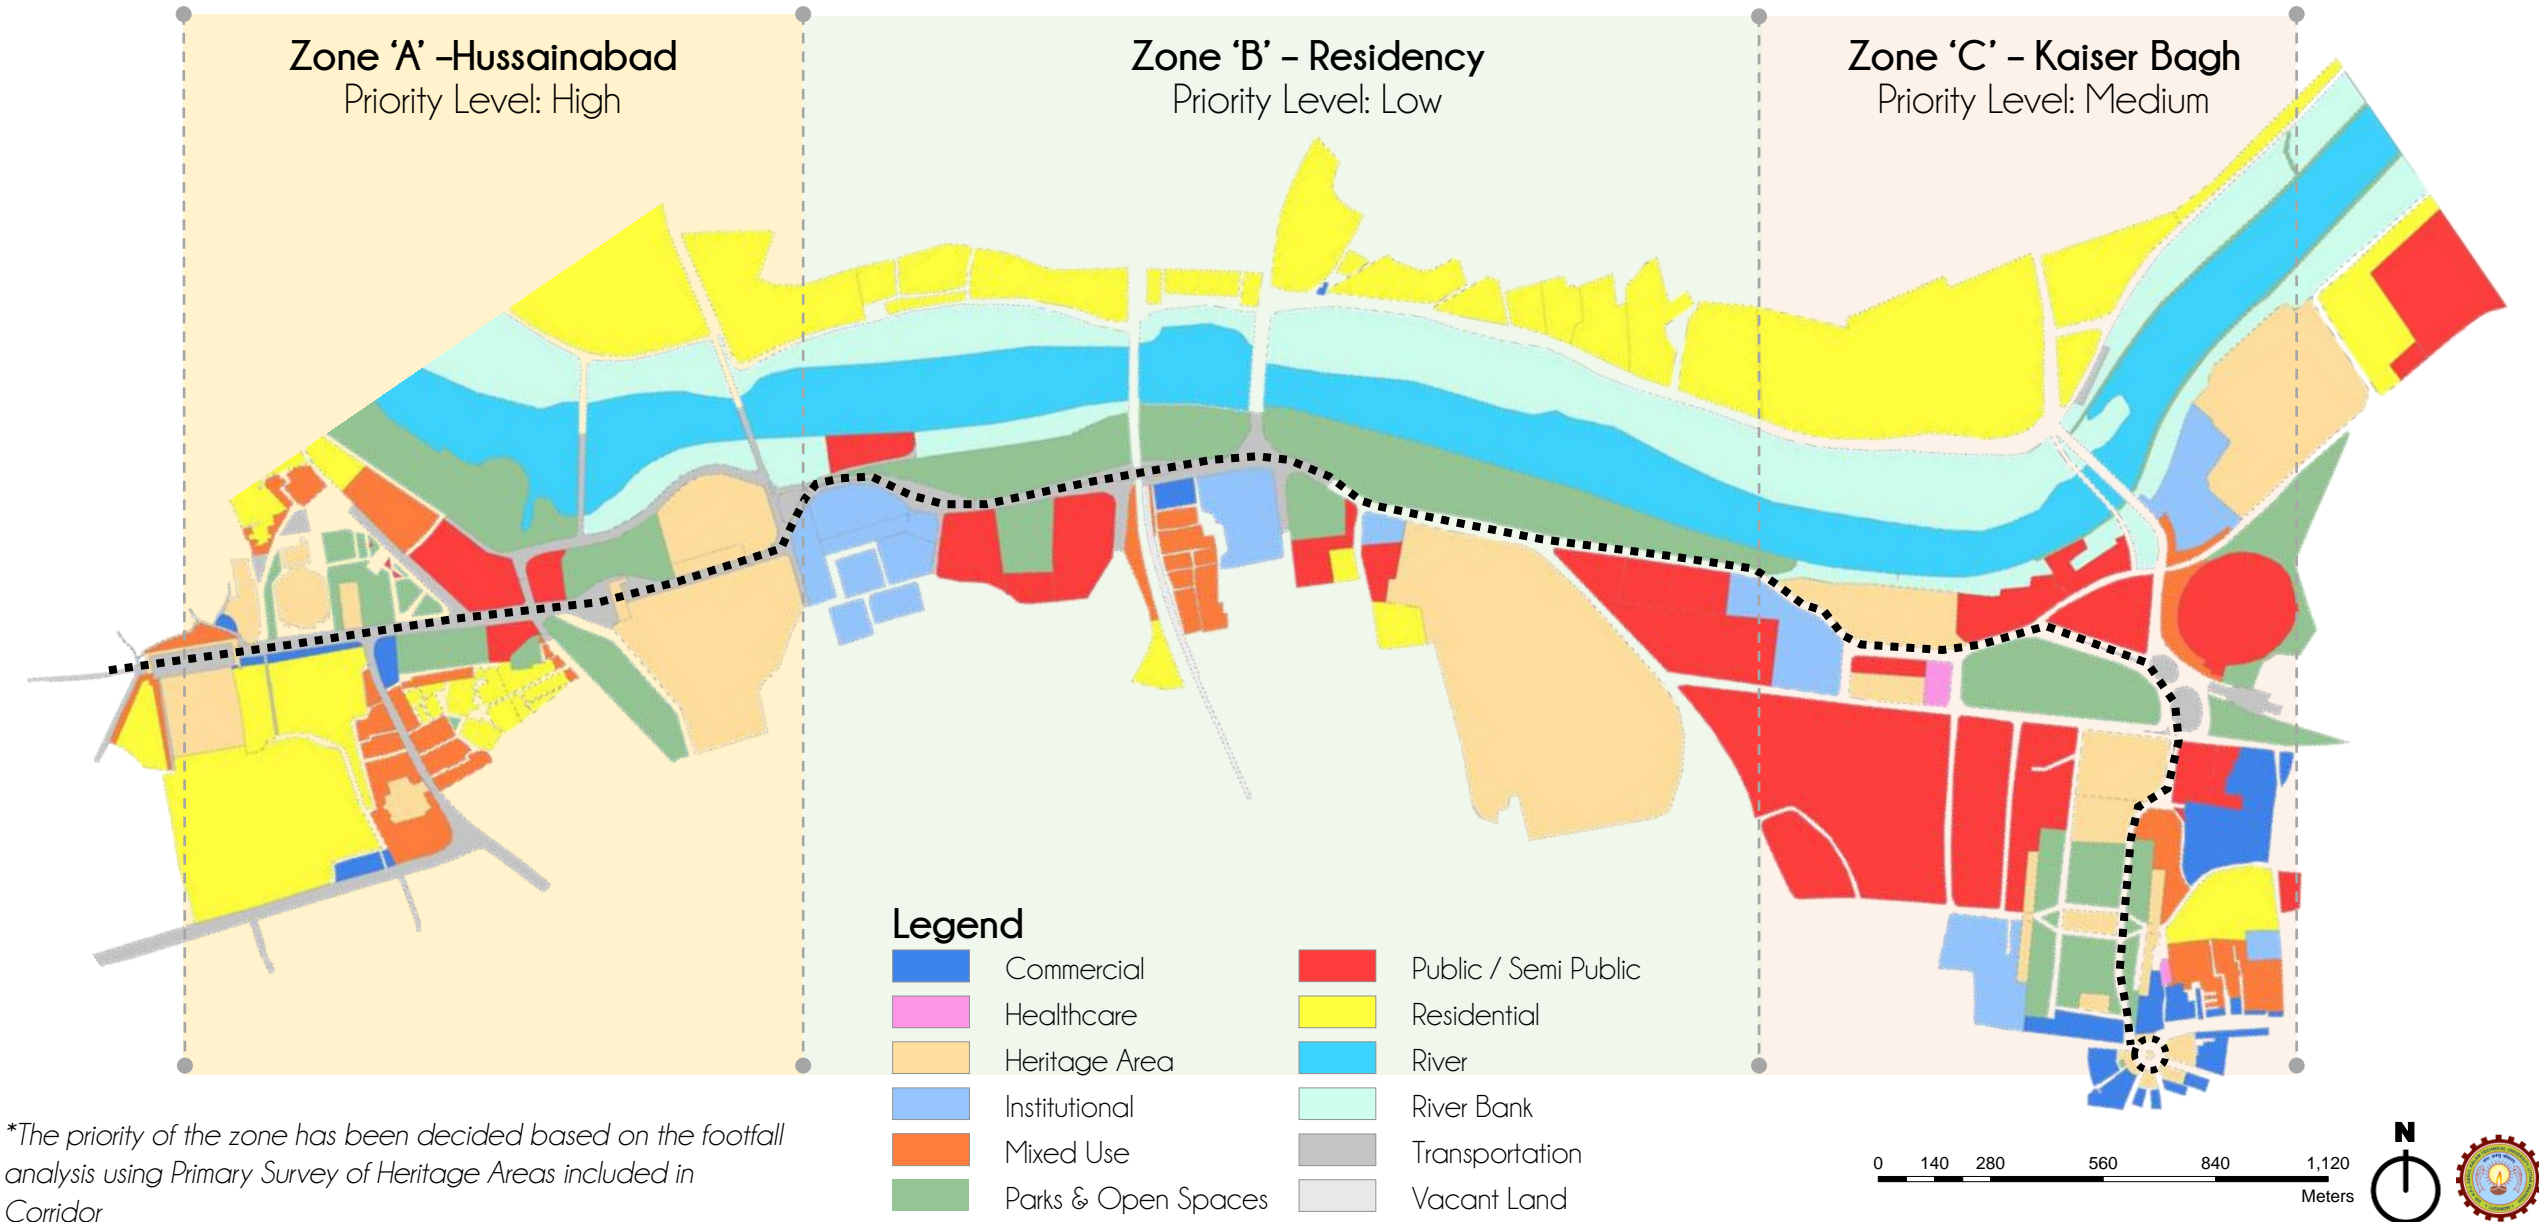 Zone ‘A’ –Hussainabad
Priority Level: High
Zone ‘B’ – Residency
Priority Level: Low
Zone ‘C’ – Kaiser Bagh
Priority Level: Medium
Legend
Commercial
Healthcare
Heritage Area
Institutional
Mixed Use
Parks & Open Spaces
Public / Semi Public
Residential
River
River Bank
Transportation
Vacant Land
*The priority of the zone has been decided based on the footfall
analysis using Primary Survey of Heritage Areas included in
Corridor
0 140 280 560 840 1,120
Meters
N